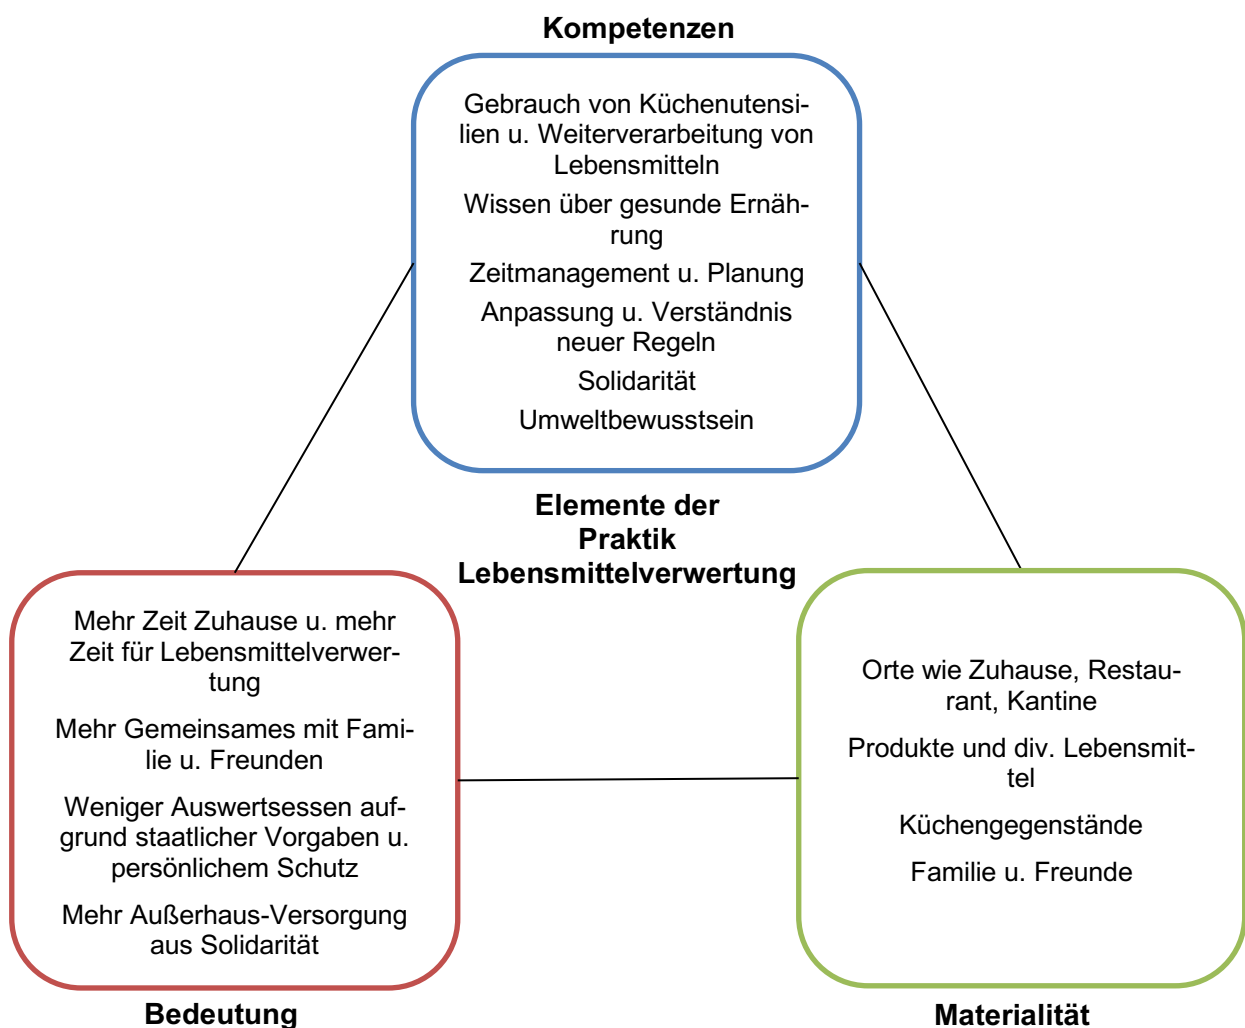 Kompetenzen
Gebrauch von Küchenutensi-
lien u. Weiterverarbeitung von
Lebensmitteln
Wissen über gesunde Ernäh-
rung
Zeitmanagement u. Planung
Anpassung u. Verständnis
neuer Regeln
Solidarität
Umweltbewusstsein
Elemente der
Praktik
Lebensmittelverwertung
Mehr Zeit Zuhause u. mehr
Zeit für Lebensmittelverwer-
tung
Mehr Gemeinsames mit Fami-
lie u. Freunden
Weniger Auswertsessen auf-
grund staatlicher Vorgaben u.
persönlichem Schutz
Mehr Außerhaus-Versorgung
aus Solidarität
Bedeutung
Orte wie Zuhause, Restau-
rant, Kantine
Produkte und div. Lebensmit-
tel
Küchengegenstände
Familie u. Freunde
Materialität